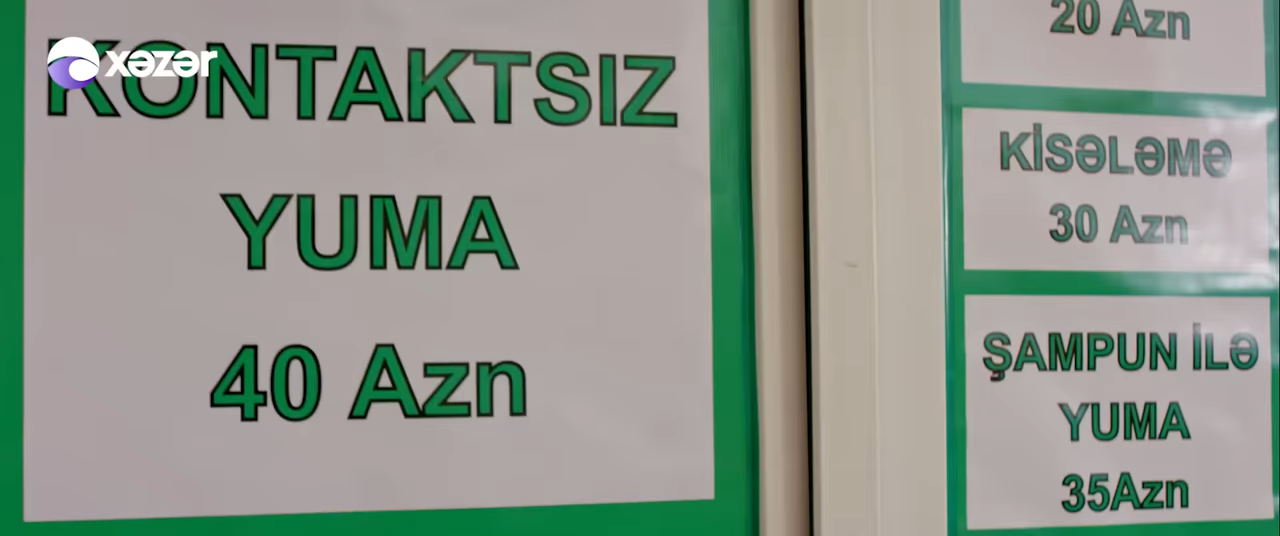 xəzər
KONTAKTSIZ
YUMA
40 Azn
20 Azn
KİSƏLƏMƏ
30 Azn
ŞAMPUN İLƏ
YUMA
35Azn